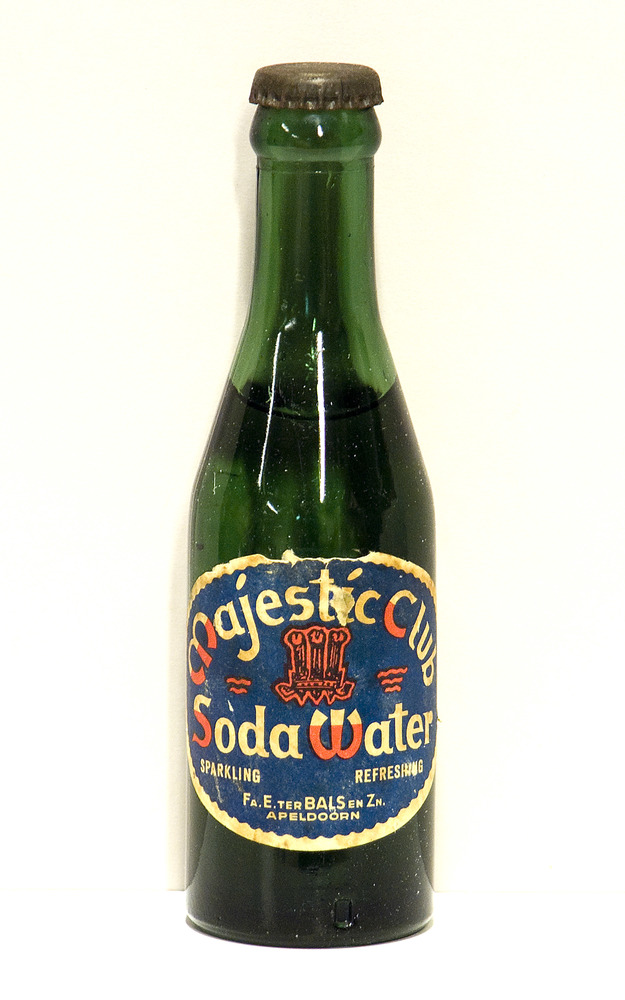 Majestic Club
Soda Water
SPARKLING REFRESHING
FA. E. TER BALS EN ZN.
APELDOORN